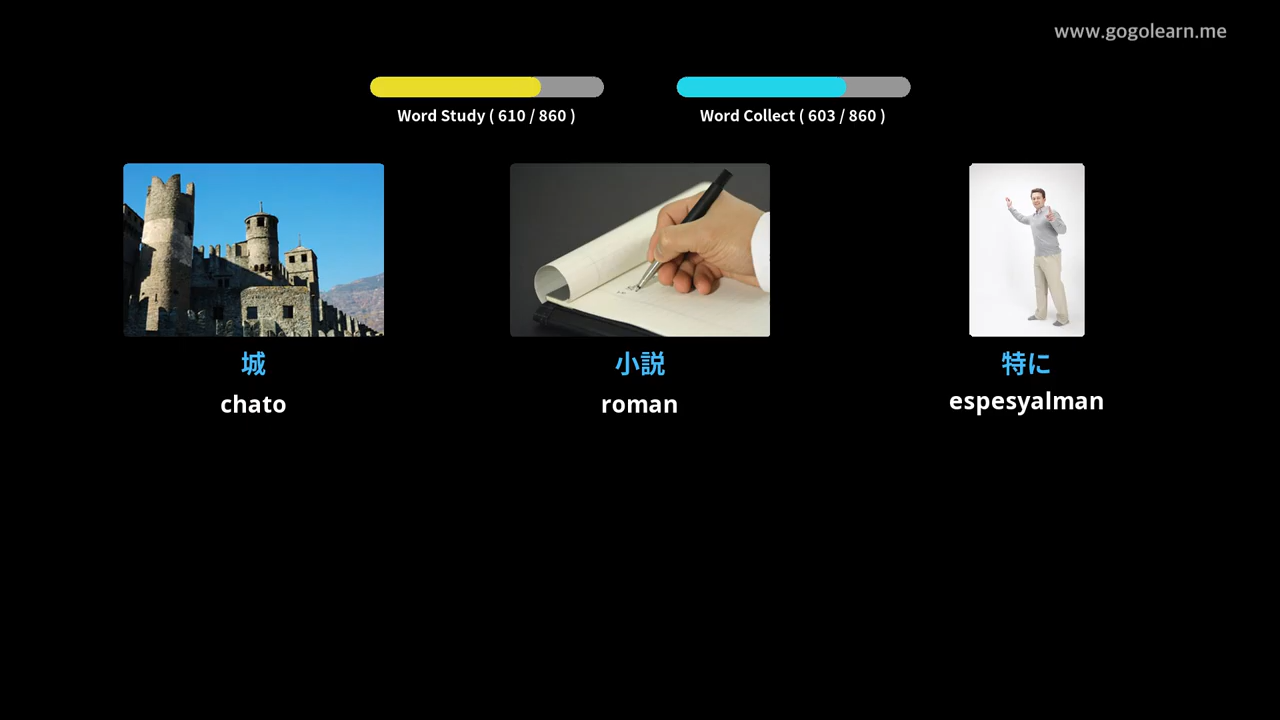 www.gogolearn.me
Word Study ( 610 / 860 )
Word Collect ( 603 / 860 )
城
小説
特に
chato
roman
espesyalman